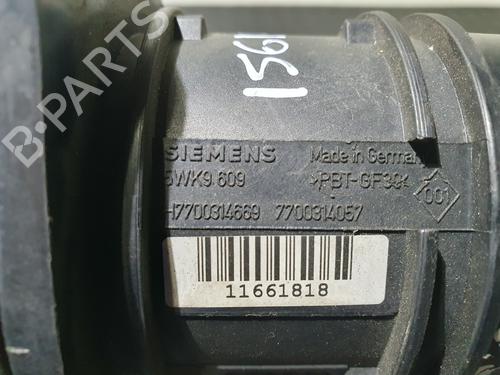 1561
B-PARTS
SIEMENS Made in Germany
5WK9 609 >PBT-GF30<
H7700314669 7700314057
001
11661818